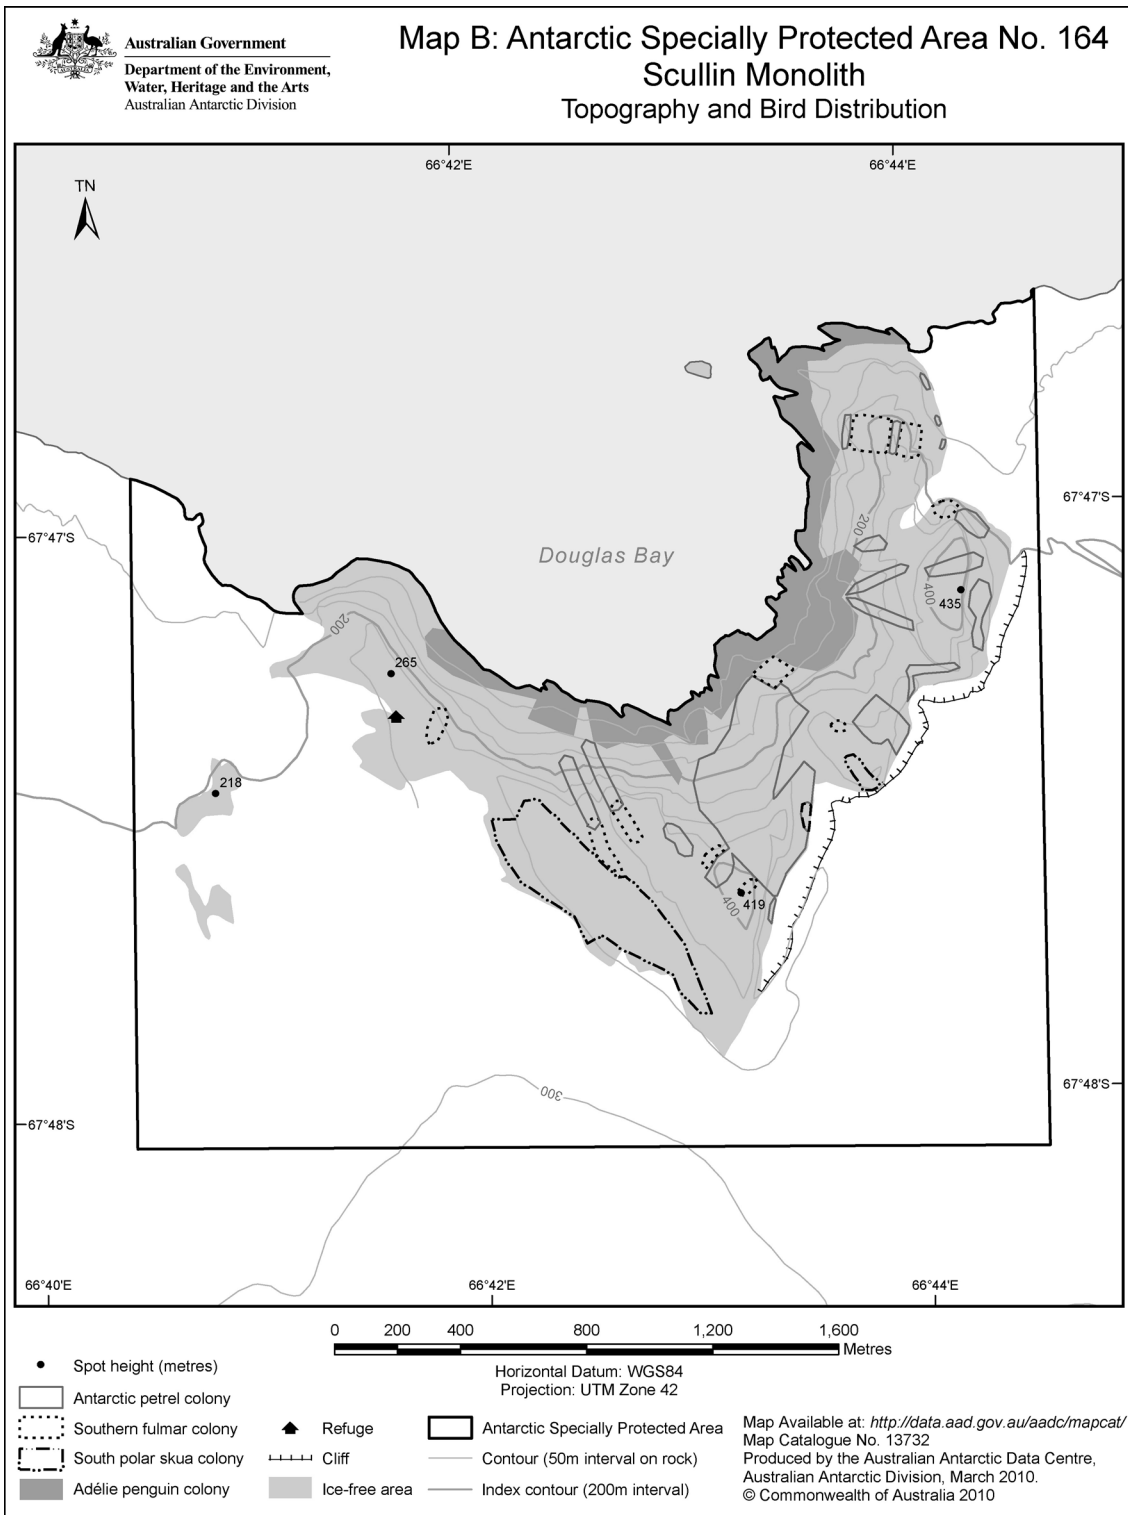 Australian Government
Department of the Environment,
Water, Heritage and the Arts
Australian Antarctic Division
Map B: Antarctic Specially Protected Area No. 164
Scullin Monolith
Topography and Bird Distribution
66°42'E
66°44'E
TN
67°47'S
67°47'S
Douglas Bay
200
200
400
435
265
218
400
419
300
67°48'S
67°48'S
66°40'E
66°42'E
66°44'E
0 200 400 800 1,200 1,600
Metres
Horizontal Datum: WGS84
Projection: UTM Zone 42
Spot height (metres)
Antarctic petrel colony
Southern fulmar colony
South polar skua colony
Adélie penguin colony
Refuge
Cliff
Ice-free area
Antarctic Specially Protected Area
Contour (50m interval on rock)
Index contour (200m interval)
Map Available at: http://data.aad.gov.au/aadc/mapcat/
Map Catalogue No. 13732
Produced by the Australian Antarctic Data Centre,
Australian Antarctic Division, March 2010.
© Commonwealth of Australia 2010